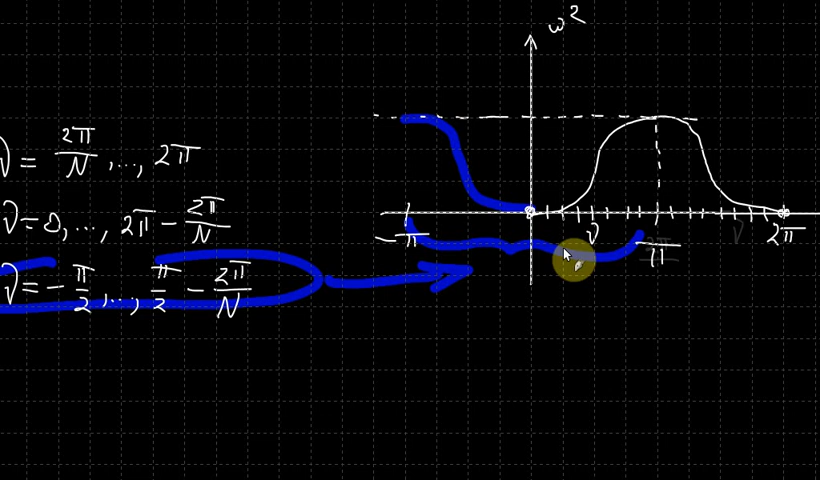 ω²
ν = 2π/N, ..., 2π
ν = 0, ..., 2π − 2π/N
ν = − π/2, ..., π/2 − 2π/N
−π ν π ν 2π